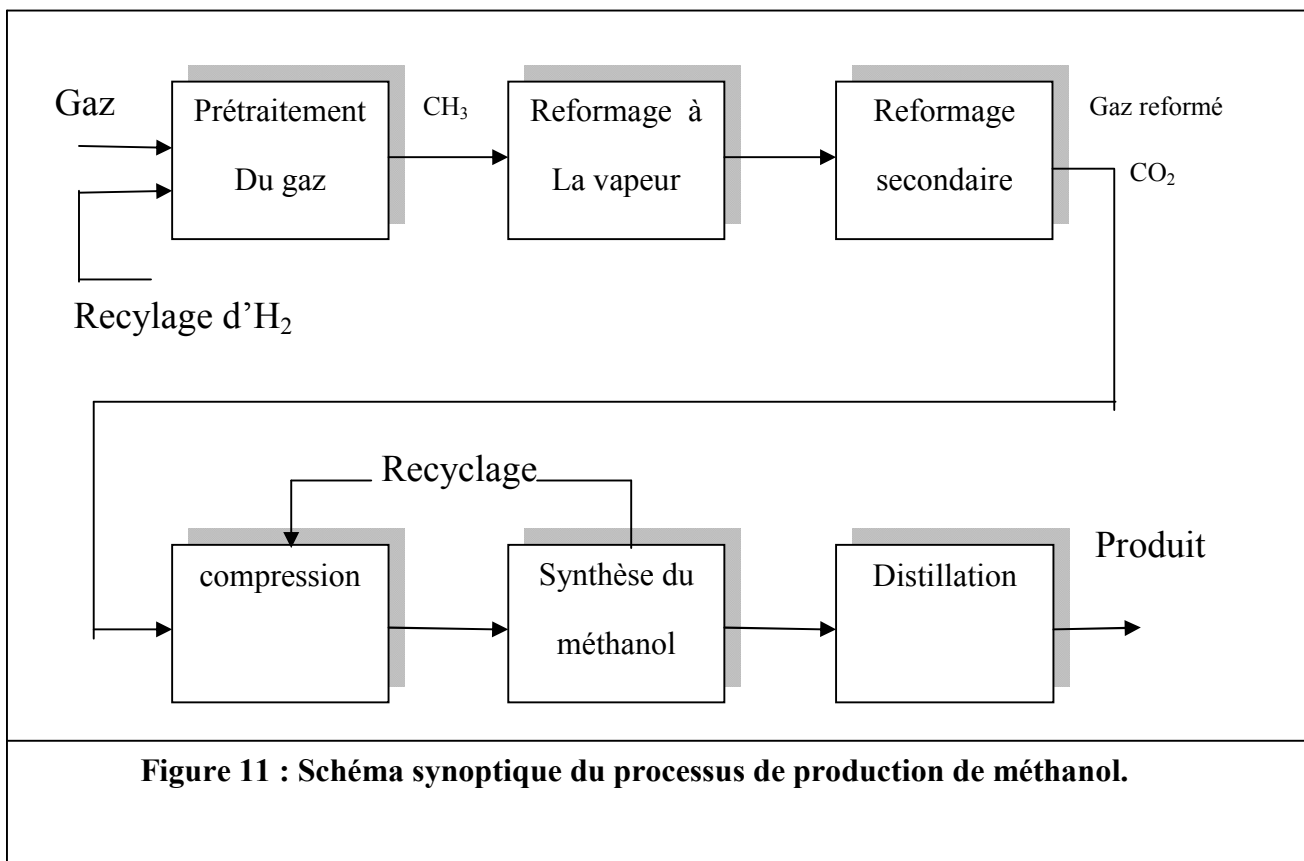 Gaz
Prétraitement
Du gaz
CH₃
Reformage à
La vapeur
Reformage
secondaire
Gaz reformé
CO₂
Recylage d’H₂
Recyclage
compression
Synthèse du
méthanol
Distillation
Produit
Figure 11 : Schéma synoptique du processus de production de méthanol.